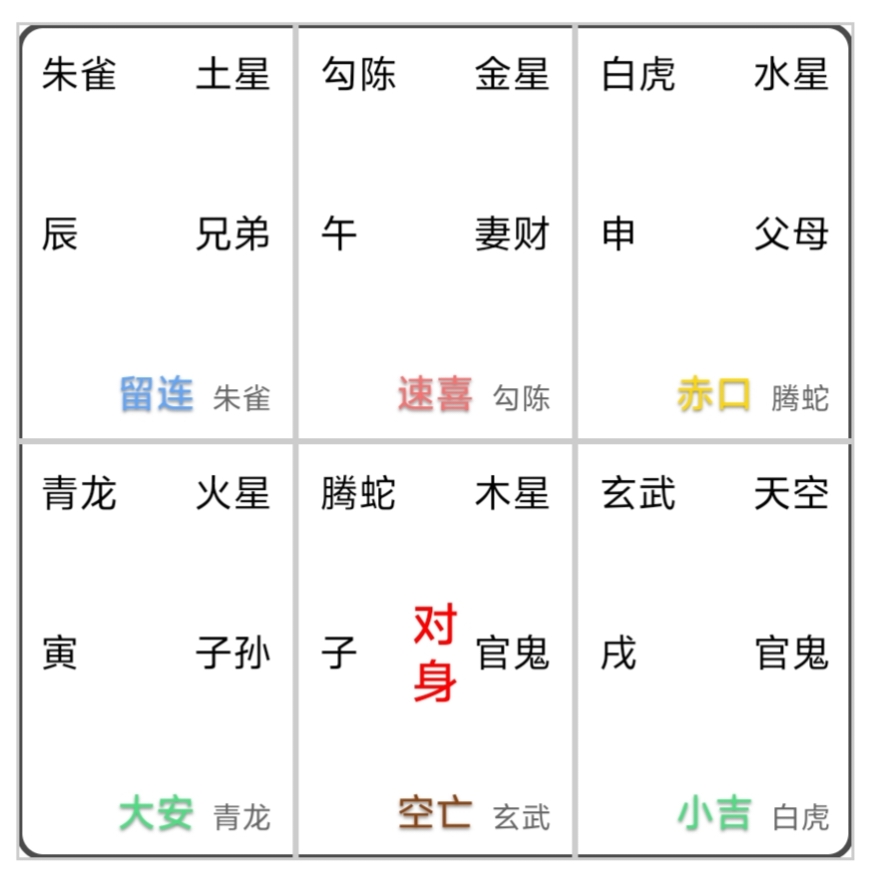 朱雀 土星
辰 兄弟
留连 朱雀
勾陈 金星
午 妻财
速喜 勾陈
白虎 水星
申 父母
赤口 腾蛇
青龙 火星
寅 子孙
大安 青龙
腾蛇 木星
子 对身 官鬼
空亡 玄武
玄武 天空
戌 官鬼
小吉 白虎